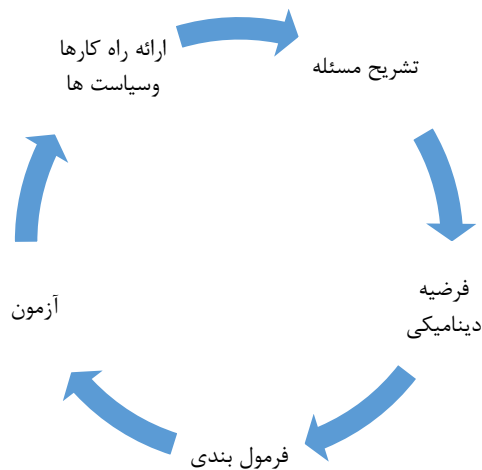 ارائه راه کارها
وسیاست ها
تشریح مسئله
فرضیه
دینامیکی
فرمول بندی
آزمون